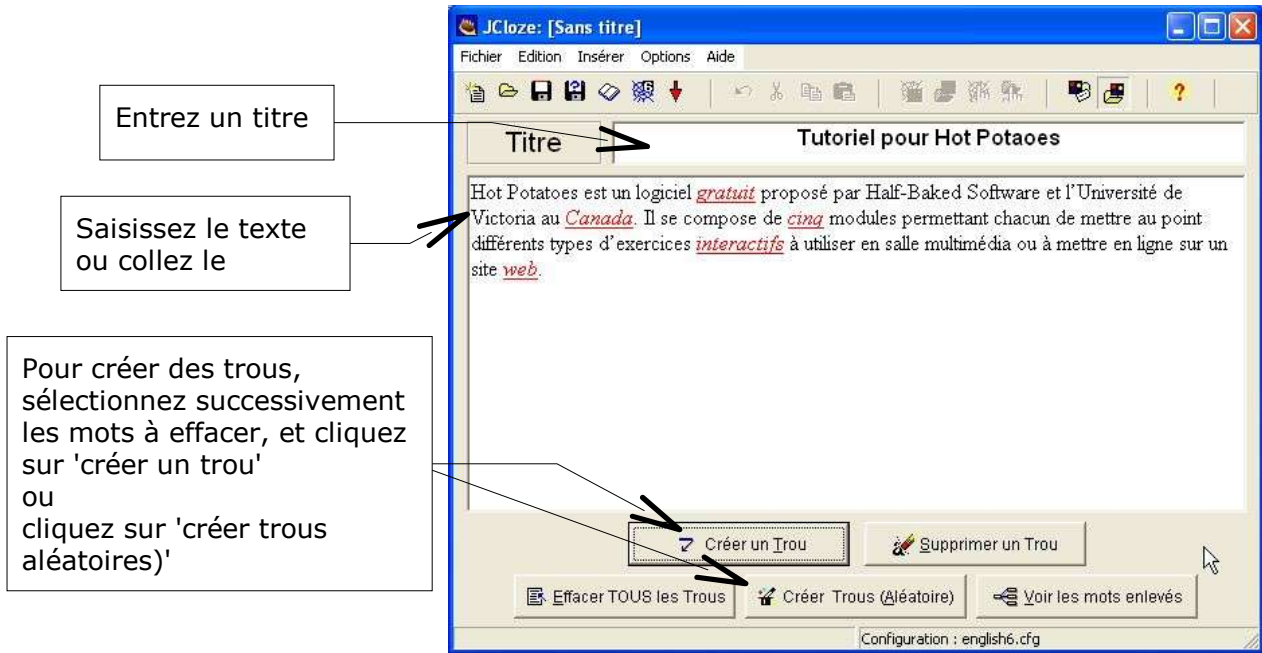 JCloze: [Sans titre]
Fichier Edition Insérer Options Aide
Entrez un titre
Titre
Tutoriel pour Hot Potaoes
Saisissez le texte
ou collez le
Hot Potatoes est un logiciel gratuit proposé par Half-Baked Software et l'Université de
Victoria au Canada. Il se compose de cinq modules permettant chacun de mettre au point
différents types d'exercices interactifs à utiliser en salle multimédia ou à mettre en ligne sur un
site web.
Pour créer des trous,
sélectionnez successivement
les mots à effacer, et cliquez
sur 'créer un trou'
ou
cliquez sur 'créer trous
aléatoires)'
Créer un Trou
Supprimer un Trou
Effacer TOUS les Trous
Créer Trous (Aléatoire)
Voir les mots enlevés
Configuration : english6.cfg